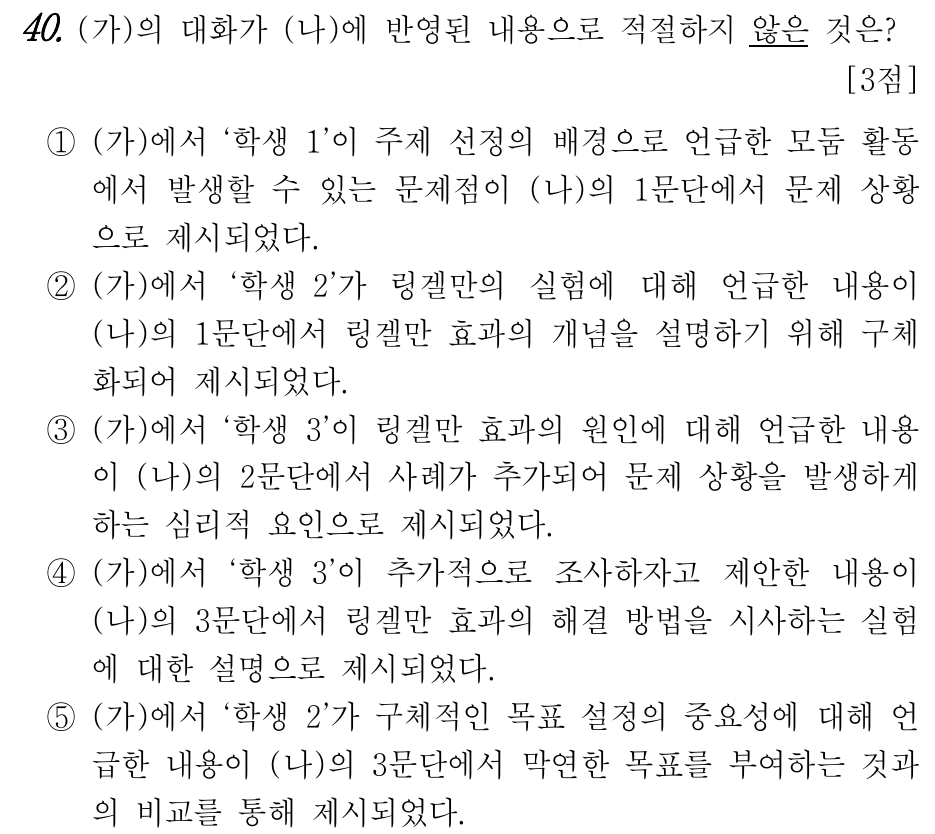 40. (가)의 대화가 (나)에 반영된 내용으로 적절하지 않은 것은?
[3점]
① (가)에서 ‘학생 1’이 주제 선정의 배경으로 언급한 모둠 활동
에서 발생할 수 있는 문제점이 (나)의 1문단에서 문제 상황
으로 제시되었다.
② (가)에서 ‘학생 2’가 링겔만의 실험에 대해 언급한 내용이
(나)의 1문단에서 링겔만 효과의 개념을 설명하기 위해 구체
화되어 제시되었다.
③ (가)에서 ‘학생 3’이 링겔만 효과의 원인에 대해 언급한 내용
이 (나)의 2문단에서 사례가 추가되어 문제 상황을 발생하게
하는 심리적 요인으로 제시되었다.
④ (가)에서 ‘학생 3’이 추가적으로 조사하자고 제안한 내용이
(나)의 3문단에서 링겔만 효과의 해결 방법을 시사하는 실험
에 대한 설명으로 제시되었다.
⑤ (가)에서 ‘학생 2’가 구체적인 목표 설정의 중요성에 대해 언
급한 내용이 (나)의 3문단에서 막연한 목표를 부여하는 것과
의 비교를 통해 제시되었다.